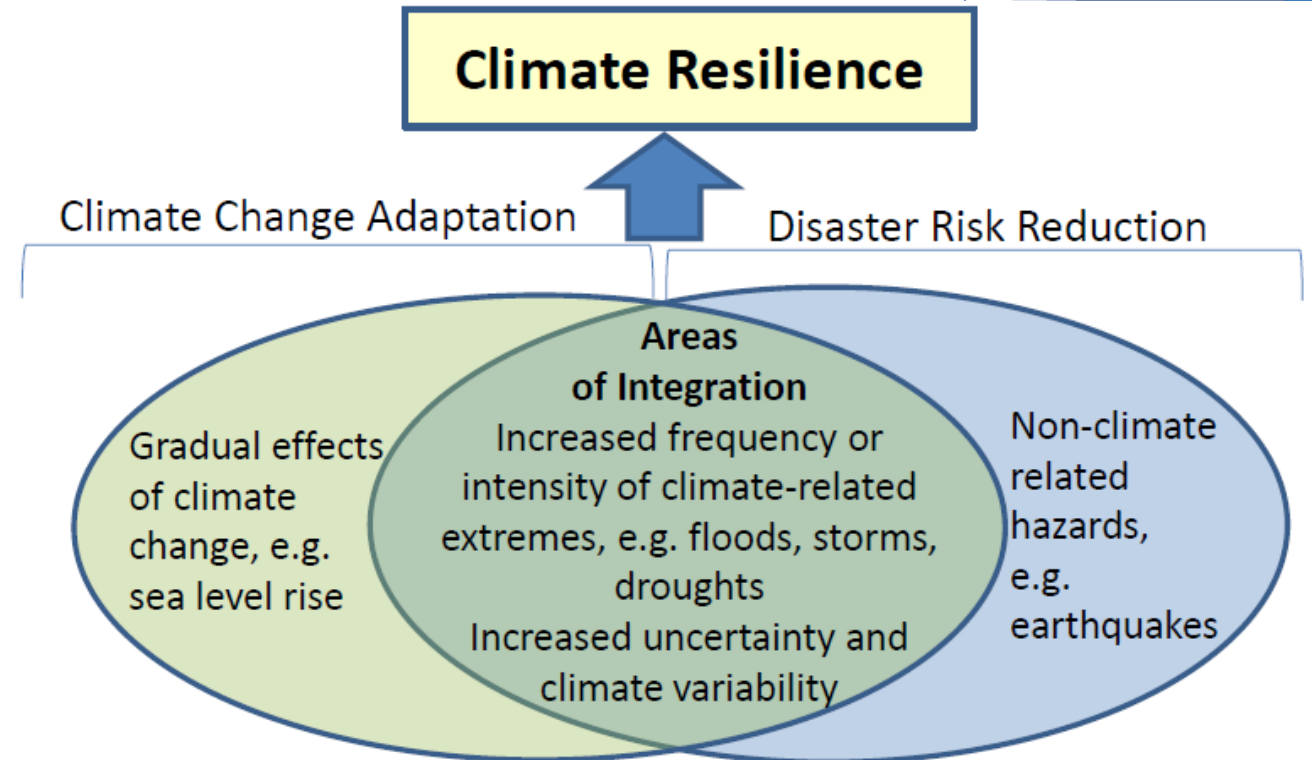 Climate Resilience
Climate Change Adaptation
Disaster Risk Reduction
Areas
of Integration
Increased frequency or
intensity of climate-related
extremes, e.g. floods, storms,
droughts
Increased uncertainty and
climate variability
Gradual effects
of climate
change, e.g.
sea level rise
Non-climate
related
hazards,
e.g.
earthquakes